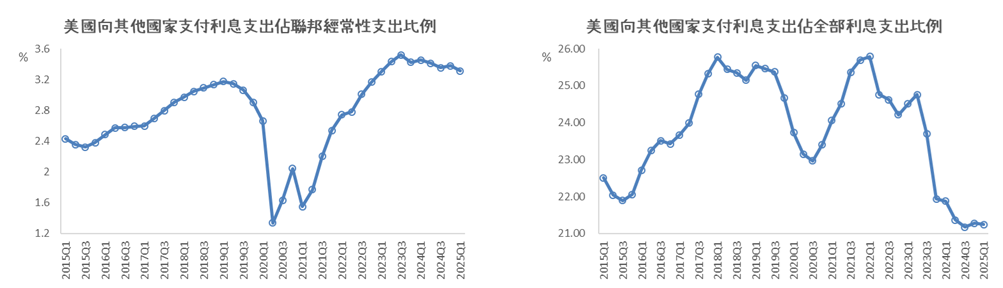 美國向其他國家支付利息支出佔聯邦經常性支出比例
%
3.6
3.2
2.8
2.4
2
1.6
1.2
2015Q1
2015Q3
2016Q1
2016Q3
2017Q1
2017Q3
2018Q1
2018Q3
2019Q1
2019Q3
2020Q1
2020Q3
2021Q1
2021Q3
2022Q1
2022Q3
2023Q1
2023Q3
2024Q1
2024Q3
2025Q1
美國向其他國家支付利息支出佔全部利息支出比例
%
26.00
25.00
24.00
23.00
22.00
21.00
2015Q1
2015Q3
2016Q1
2016Q3
2017Q1
2017Q3
2018Q1
2018Q3
2019Q1
2019Q3
2020Q1
2020Q3
2021Q1
2021Q3
2022Q1
2022Q3
2023Q1
2023Q3
2024Q1
2024Q3
2025Q1